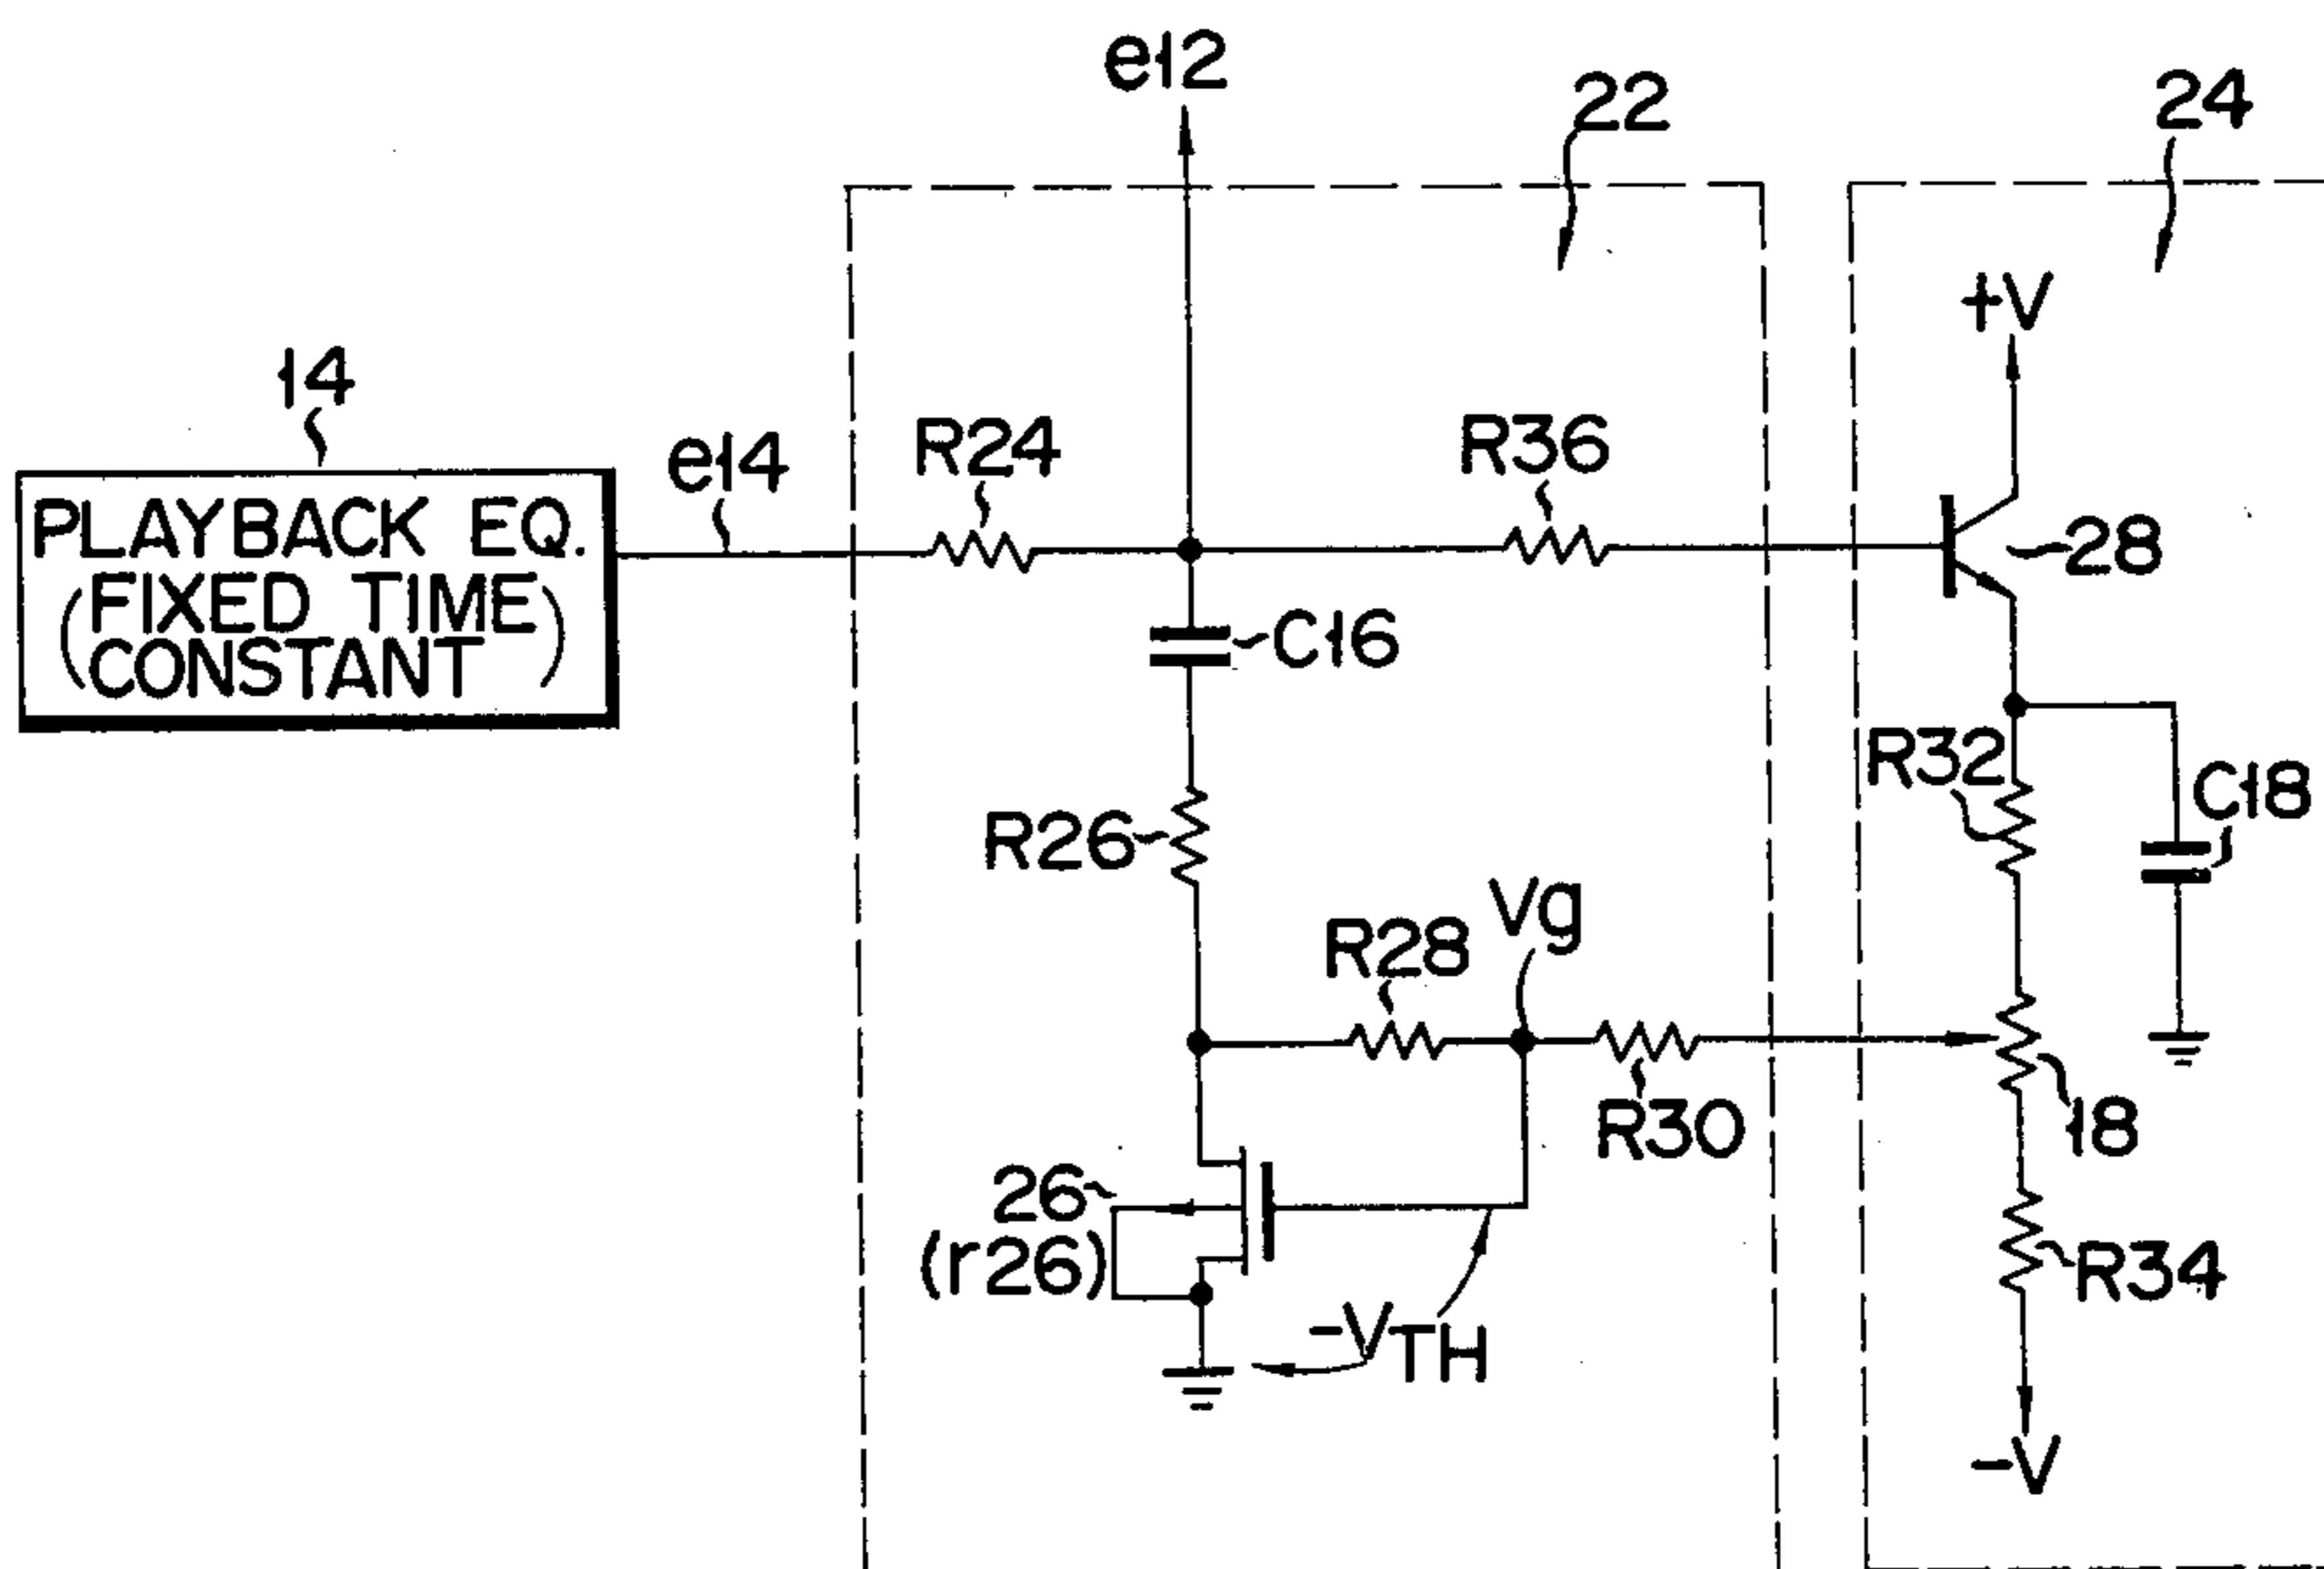 e12
22
24
+V
14
e14
R24
R36
PLAYBACK EQ.
(FIXED TIME
CONSTANT)
28
C16
R32
C18
R26
Vg
R28
R30
18
26
(r26)
R34
-VTH
-V